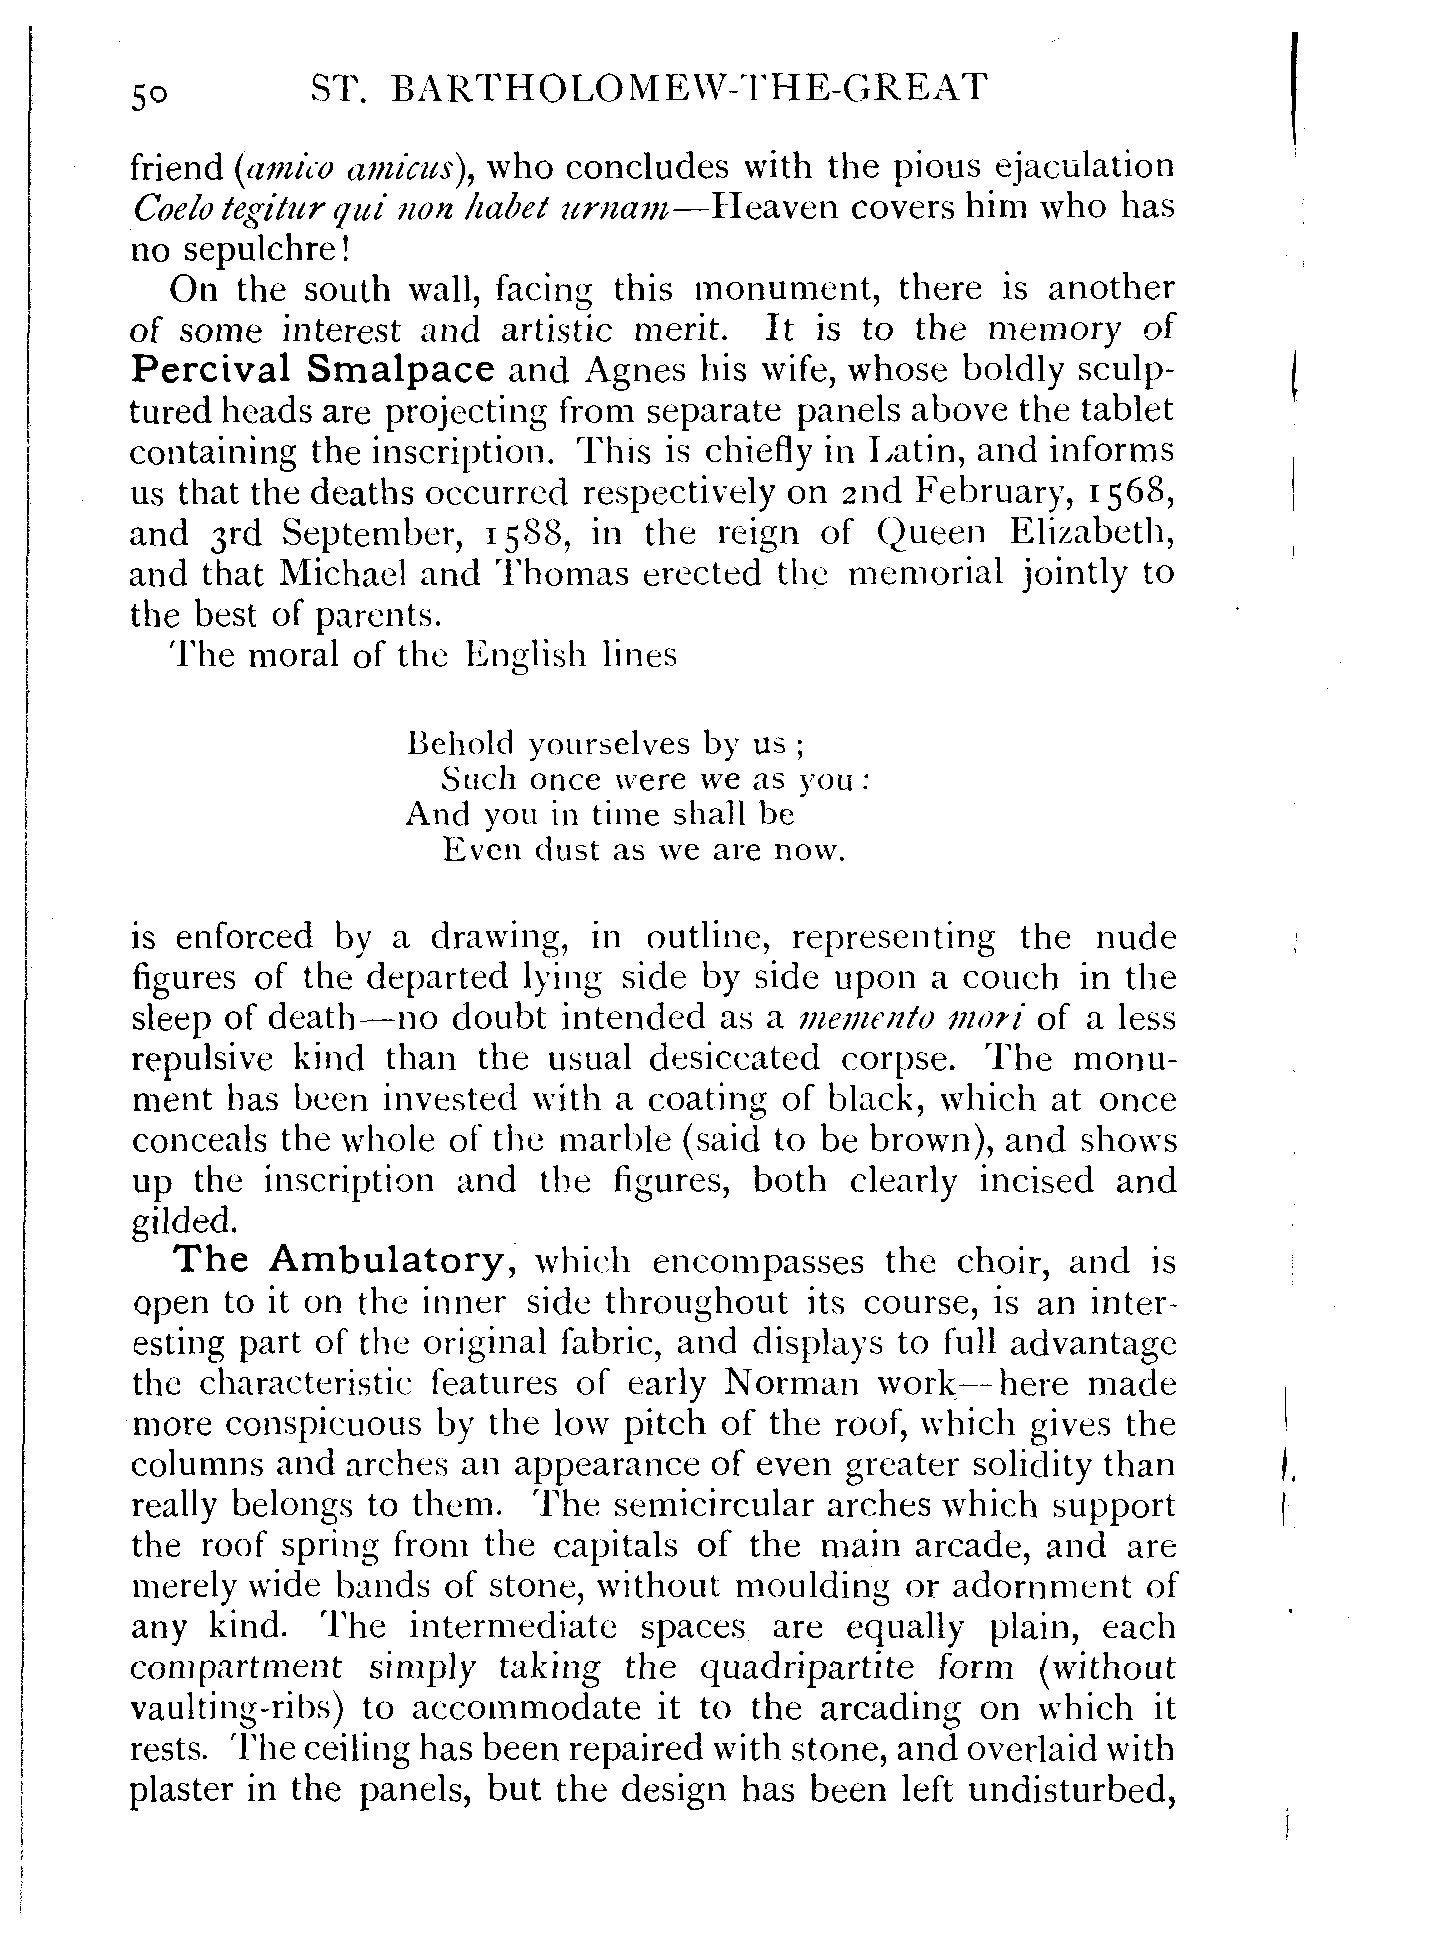 50 ST. BARTHOLOMEW-THE-GREAT
friend (amico amicus), who concludes with the pious ejaculation
Coelo tegitur qui non habet urnam—Heaven covers him who has
no sepulchre!
On the south wall, facing this monument, there is another
of some interest and artistic merit. It is to the memory of
Percival Smalpace and Agnes his wife, whose boldly sculp-
tured heads are projecting from separate panels above the tablet
containing the inscription. This is chiefly in Latin, and informs
us that the deaths occurred respectively on 2nd February, 1568,
and 3rd September, 1588, in the reign of Queen Elizabeth,
and that Michael and Thomas erected the memorial jointly to
the best of parents.
The moral of the English lines
Behold yourselves by us ;
Such once were we as you :
And you in time shall be
Even dust as we are now.
is enforced by a drawing, in outline, representing the nude
figures of the departed lying side by side upon a couch in the
sleep of death—no doubt intended as a memento mori of a less
repulsive kind than the usual desiccated corpse. The monu-
ment has been invested with a coating of black, which at once
conceals the whole of the marble (said to be brown), and shows
up the inscription and the figures, both clearly incised and
gilded.
The Ambulatory, which encompasses the choir, and is
open to it on the inner side throughout its course, is an inter-
esting part of the original fabric, and displays to full advantage
the characteristic features of early Norman work—here made
more conspicuous by the low pitch of the roof, which gives the
columns and arches an appearance of even greater solidity than
really belongs to them. The semicircular arches which support
the roof spring from the capitals of the main arcade, and are
merely wide bands of stone, without moulding or adornment of
any kind. The intermediate spaces are equally plain, each
compartment simply taking the quadripartite form (without
vaulting-ribs) to accommodate it to the arcading on which it
rests. The ceiling has been repaired with stone, and overlaid with
plaster in the panels, but the design has been left undisturbed,